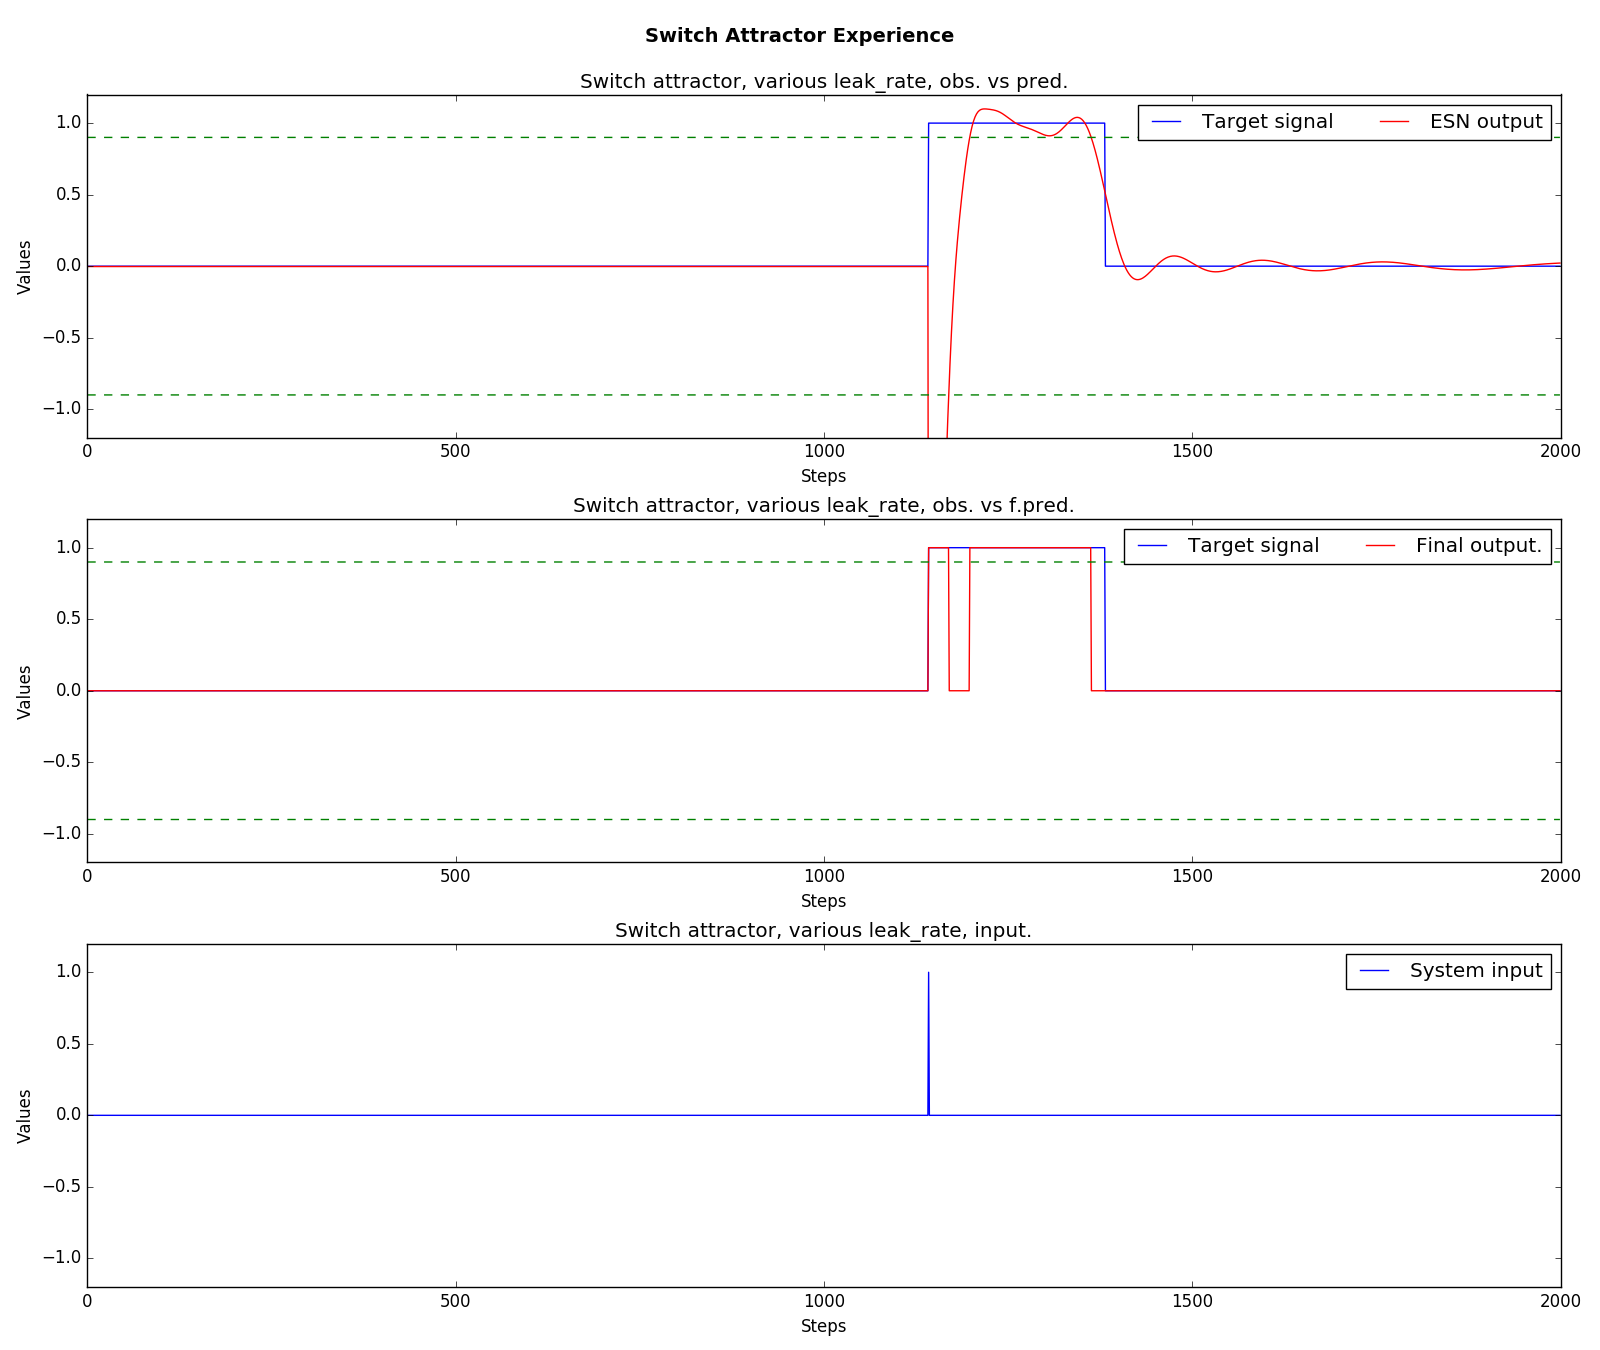 Switch Attractor Experience
Switch attractor, various leak_rate, obs. vs pred.
Target signal ESN output
1.0
0.5
0.0
−0.5
−1.0
Values
0 500 1000 1500 2000
Steps
Switch attractor, various leak_rate, obs. vs f.pred.
Target signal Final output.
1.0
0.5
0.0
−0.5
−1.0
Values
0 500 1000 1500 2000
Steps
Switch attractor, various leak_rate, input.
System input
1.0
0.5
0.0
−0.5
−1.0
Values
0 500 1000 1500 2000
Steps